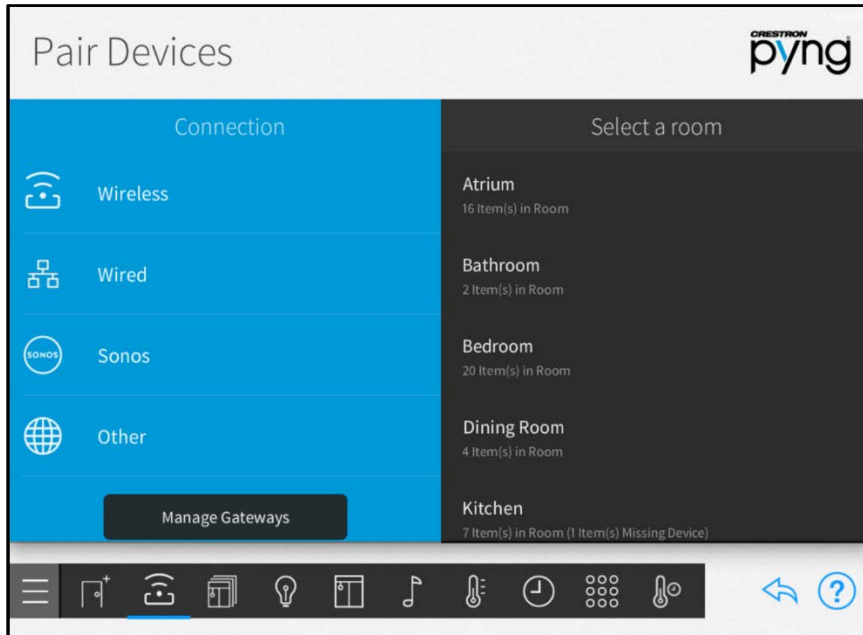 Pair Devices
CRESTRON
pyng
Connection
Wireless
Wired
SONOS
Sonos
Other
Manage Gateways
Select a room
Atrium
16 Item(s) in Room
Bathroom
2 Item(s) in Room
Bedroom
20 Item(s) in Room
Dining Room
4 Item(s) in Room
Kitchen
7 Item(s) in Room (1 Item(s) Missing Device)
?